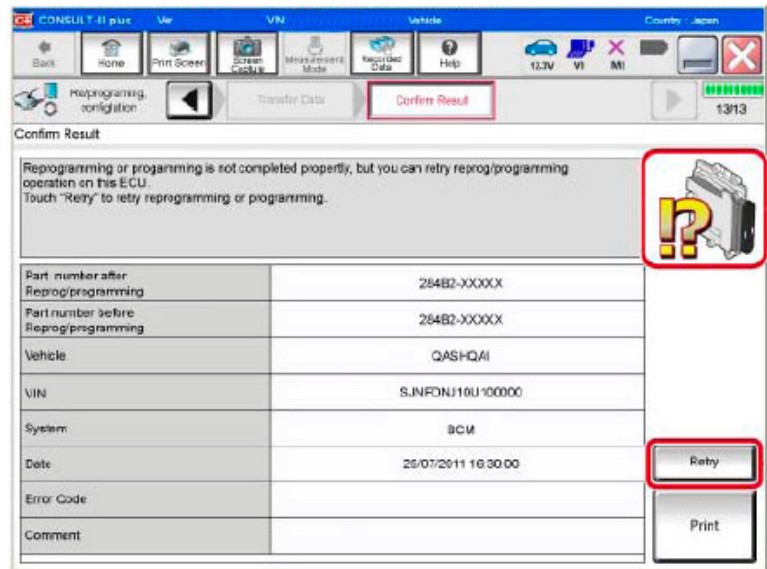 CONSULT-III plus Ver VIN Vehicle Country : Japan
Back
Home
Print Screen
Screen
Capture
Measurement
Mode
Recorded
Data
Help
12.3V
VI
MI
Re/programing,
configlation
Transfer Data
Confirm Result
13/13
Confirm Result
Reprogramming or progamming is not completed propertly, but you can retry reprog/programming
operation on this ECU.
Touch "Retry" to retry reprogramming or programming.
!?
Part number after
Reprog/programming
284B2-XXXXX
Part number before
Reprog/programming
284B2-XXXXX
Vehicle
QASHQAI
VIN
SJNFDNJ10U100000
System
BCM
Date
26/07/2011 16:30:00
Retry
Error Code
Comment
Print